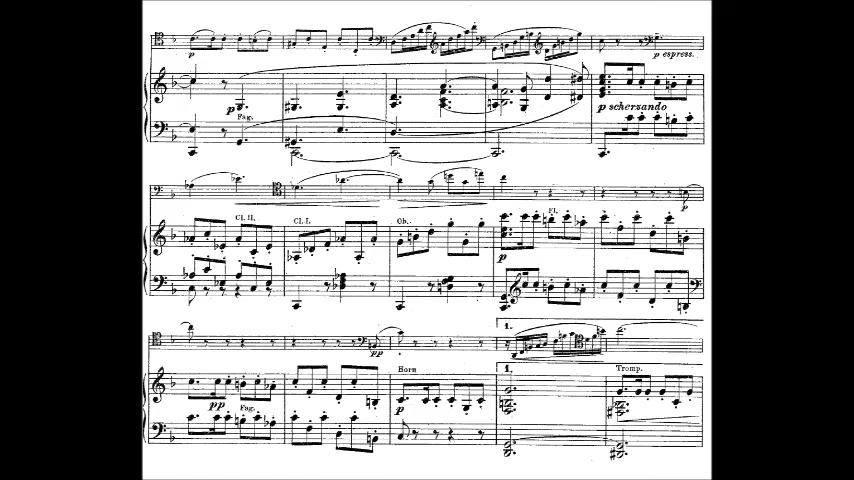 p
p espress.
p
Fag.
p scherzando
Cl. II.
Cl. I.
Ob.
Fl.
p
p
pp
1.
Horn
1.
Tromp.
pp
Fag.
p